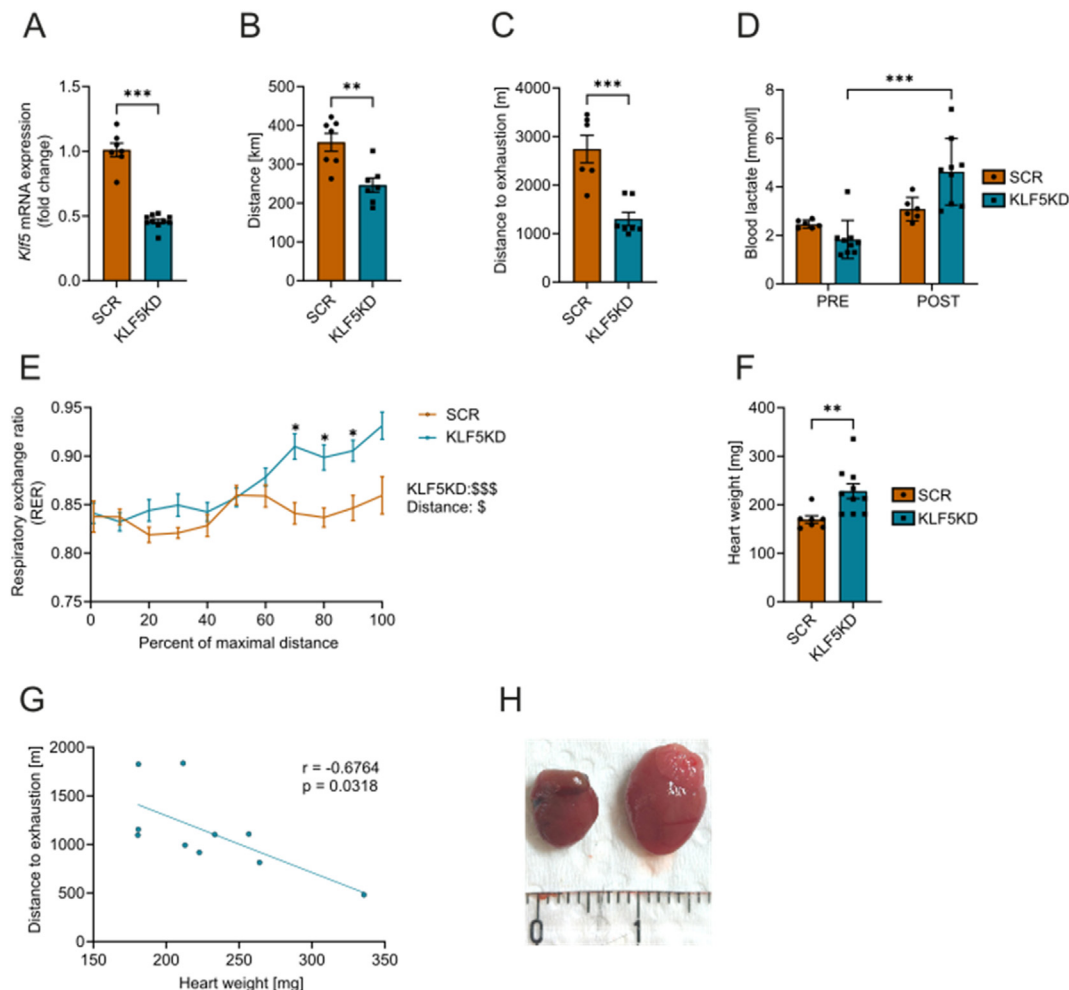 A
Klf5 mRNA expression
(fold change)
1.5
1.0
0.5
0.0
***
SCR
KLF5KD
B
Distance [km]
500
400
300
200
100
0
**
SCR
KLF5KD
C
Distance to exhaustion [m]
4000
3000
2000
1000
0
***
SCR
KLF5KD
D
Blood lactate [mmol/l]
8
6
4
2
0
***
PRE
POST
SCR
KLF5KD
E
Respiratory exchange ratio
(RER)
0.95
0.90
0.85
0.80
0.75
* * *
0 20 40 60 80 100
Percent of maximal distance
SCR
KLF5KD
KLF5KD:$$$
Distance: $
F
Heart weight [mg]
400
300
200
100
0
**
SCR
KLF5KD
SCR
KLF5KD
G
Distance to exhaustion [m]
2000
1500
1000
500
0
r = -0.6764
p = 0.0318
150 200 250 300 350
Heart weight [mg]
H
0 1